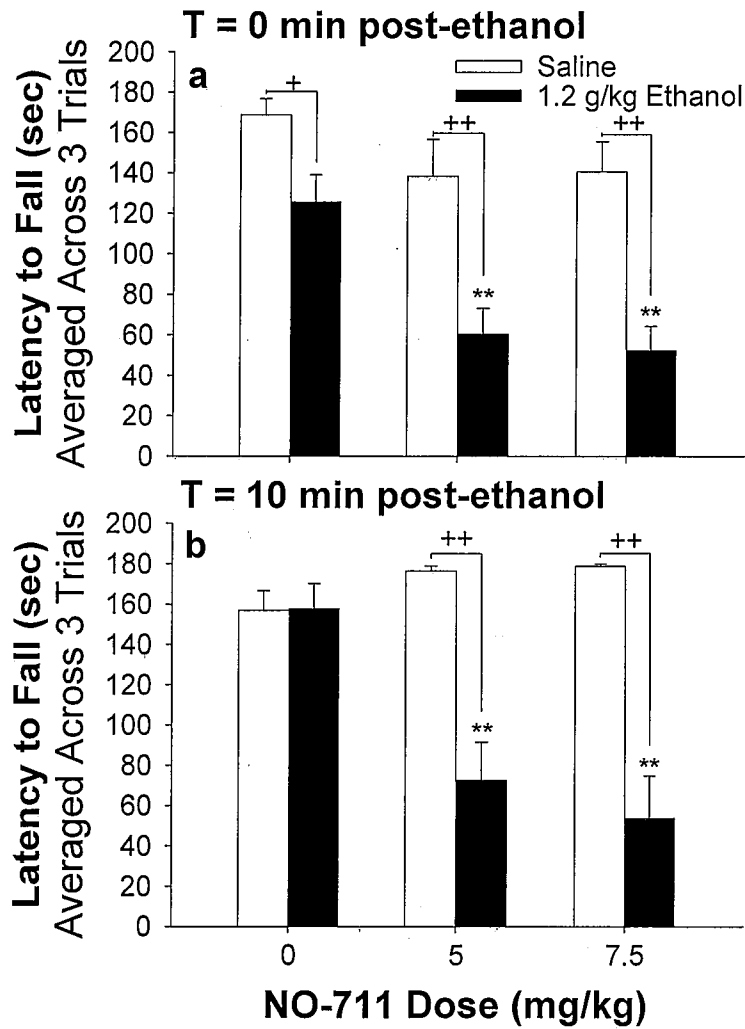 T = 0 min post-ethanol
Latency to Fall (sec)
Averaged Across 3 Trials
200
180
160
140
120
100
80
60
40
20
0
a
Saline
1.2 g/kg Ethanol
+
++
++
**
**
T = 10 min post-ethanol
Latency to Fall (sec)
Averaged Across 3 Trials
200
180
160
140
120
100
80
60
40
20
0
b
++
++
**
**
0 5 7.5
NO-711 Dose (mg/kg)